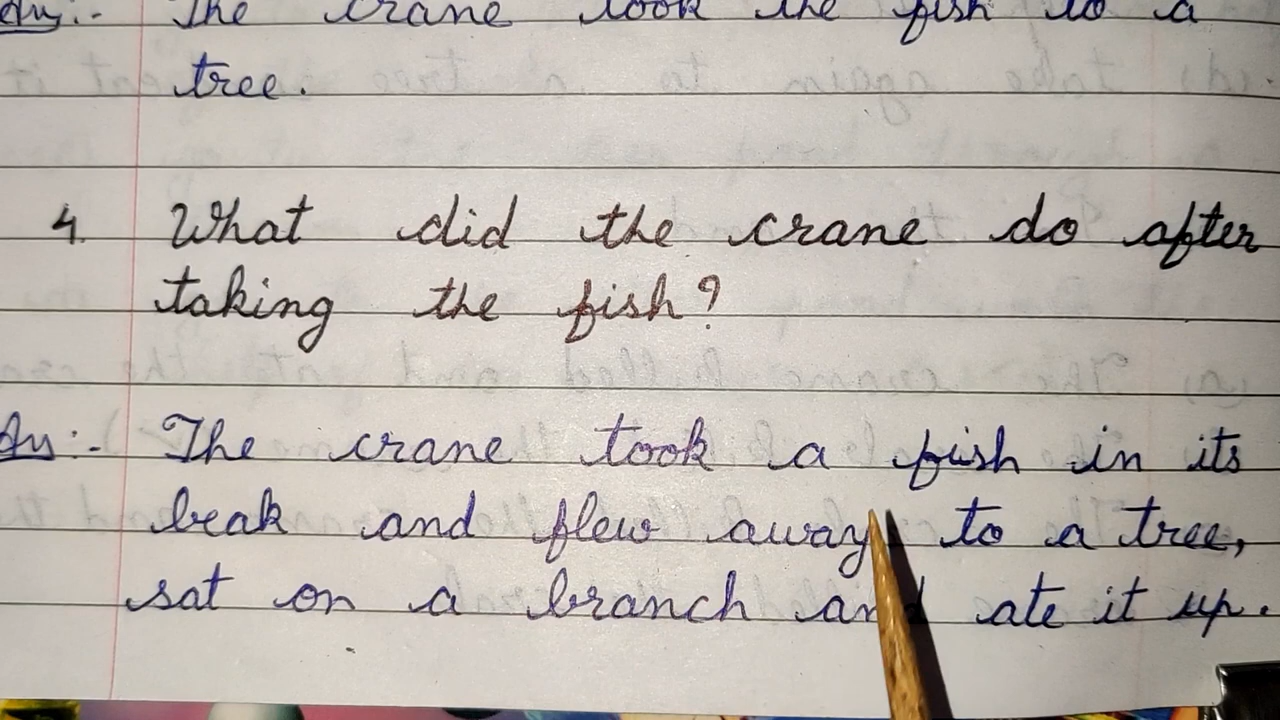 Ans:- The crane took the fish to a
tree.
4. What did the crane do after
taking the fish?
Ans:- The crane took a fish in its
beak and flew away to a tree,
sat on a branch and ate it up.